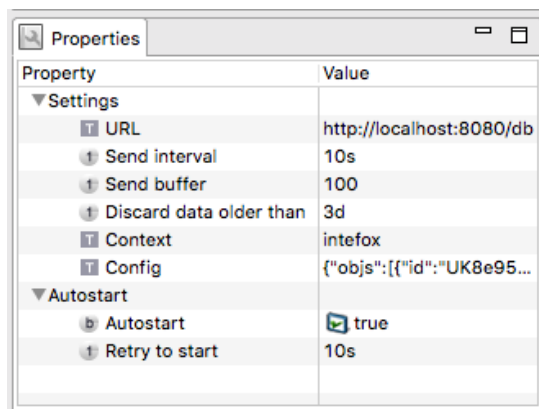 Properties
Property Value
Settings
URL http://localhost:8080/db
Send interval 10s
Send buffer 100
Discard data older than 3d
Context intefox
Config {"objs":[{"id":"UK8e95...
Autostart
Autostart true
Retry to start 10s